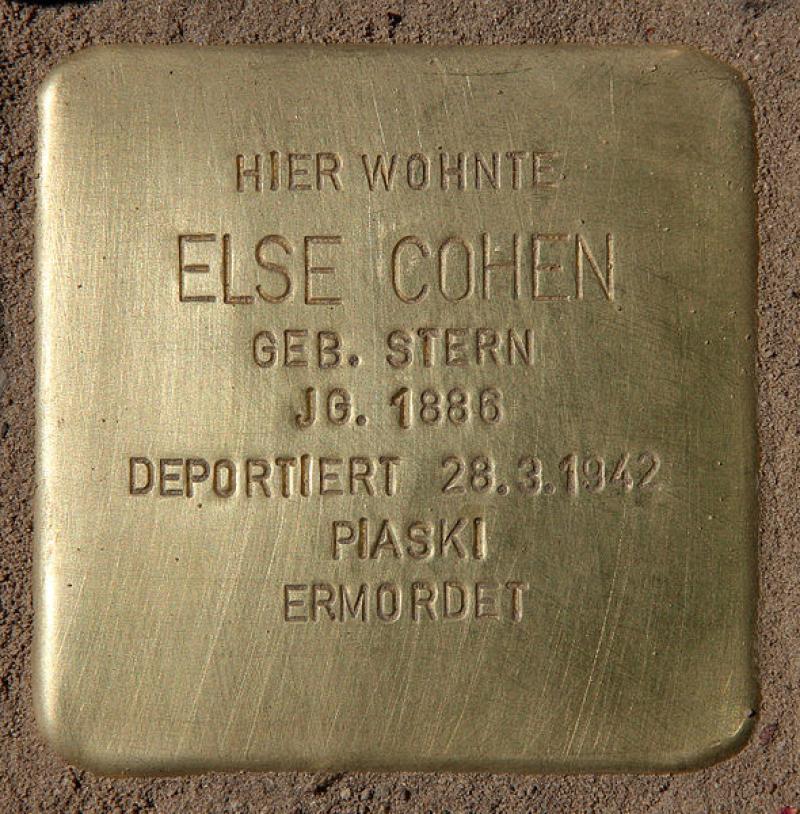 HIER WOHNTE
ELSE COHEN
GEB. STERN
JG. 1886
DEPORTIERT 28.3.1942
PIASKI
ERMORDET